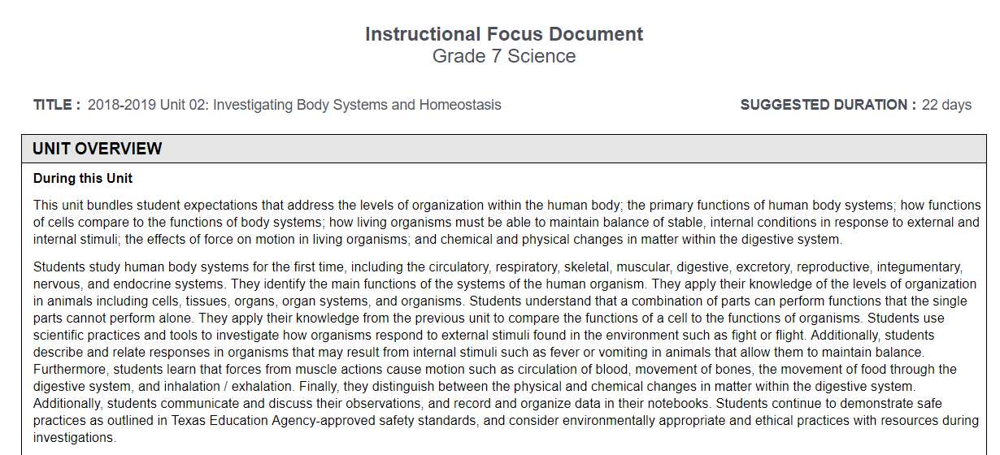 Instructional Focus Document
Grade 7 Science
TITLE : 2018-2019 Unit 02: Investigating Body Systems and Homeostasis SUGGESTED DURATION : 22 days
UNIT OVERVIEW
During this Unit
This unit bundles student expectations that address the levels of organization within the human body; the primary functions of human body systems; how functions
of cells compare to the functions of body systems; how living organisms must be able to maintain balance of stable, internal conditions in response to external and
internal stimuli; the effects of force on motion in living organisms; and chemical and physical changes in matter within the digestive system.
Students study human body systems for the first time, including the circulatory, respiratory, skeletal, muscular, digestive, excretory, reproductive, integumentary,
nervous, and endocrine systems. They identify the main functions of the systems of the human organism. They apply their knowledge of the levels of organization
in animals including cells, tissues, organs, organ systems, and organisms. Students understand that a combination of parts can perform functions that the single
parts cannot perform alone. They apply their knowledge from the previous unit to compare the functions of a cell to the functions of organisms. Students use
scientific practices and tools to investigate how organisms respond to external stimuli found in the environment such as fight or flight. Additionally, students
describe and relate responses in organisms that may result from internal stimuli such as fever or vomiting in animals that allow them to maintain balance.
Furthermore, students learn that forces from muscle actions cause motion such as circulation of blood, movement of bones, the movement of food through the
digestive system, and inhalation / exhalation. Finally, they distinguish between the physical and chemical changes in matter within the digestive system.
Additionally, students communicate and discuss their observations, and record and organize data in their notebooks. Students continue to demonstrate safe
practices as outlined in Texas Education Agency-approved safety standards, and consider environmentally appropriate and ethical practices with resources during
investigations.